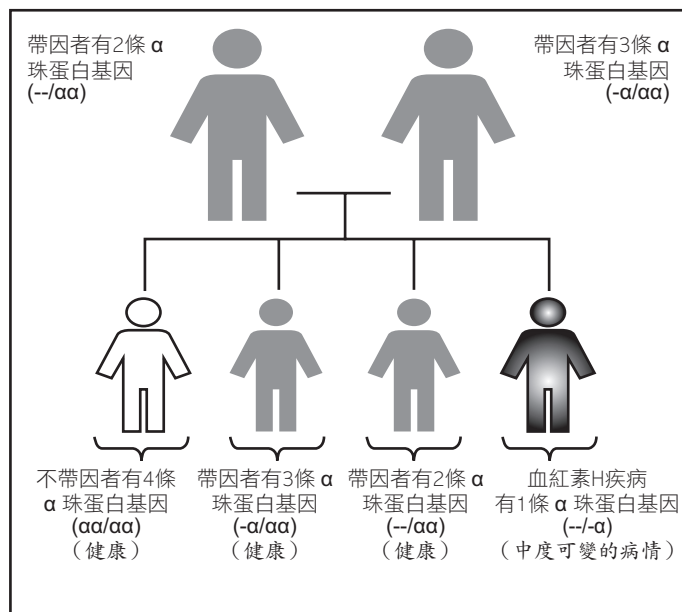 帶因者有2條 α
珠蛋白基因
(--/αα)
帶因者有3條 α
珠蛋白基因
(-α/αα)
不帶因者有4條
α 珠蛋白基因
(αα/αα)
（健康）
帶因者有3條 α
珠蛋白基因
(-α/αα)
（健康）
帶因者有2條 α
珠蛋白基因
(--/αα)
（健康）
血紅素H疾病
有1條 α 珠蛋白基因
(--/-α)
（中度可變的病情）